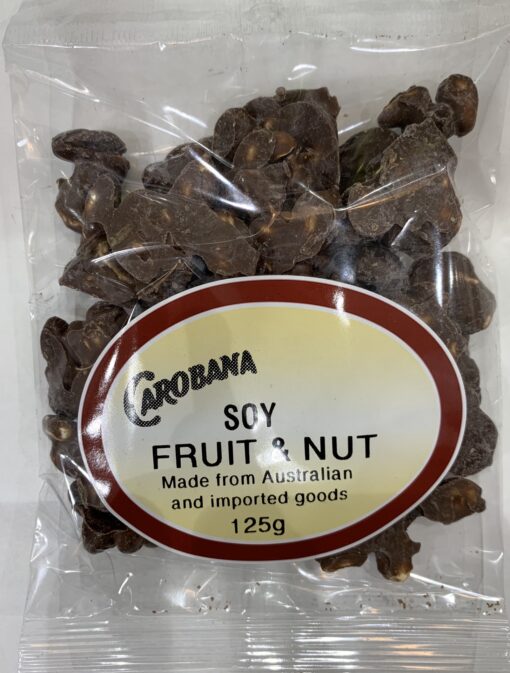 CAROBANA
SOY
FRUIT & NUT
Made from Australian
and imported goods
125g